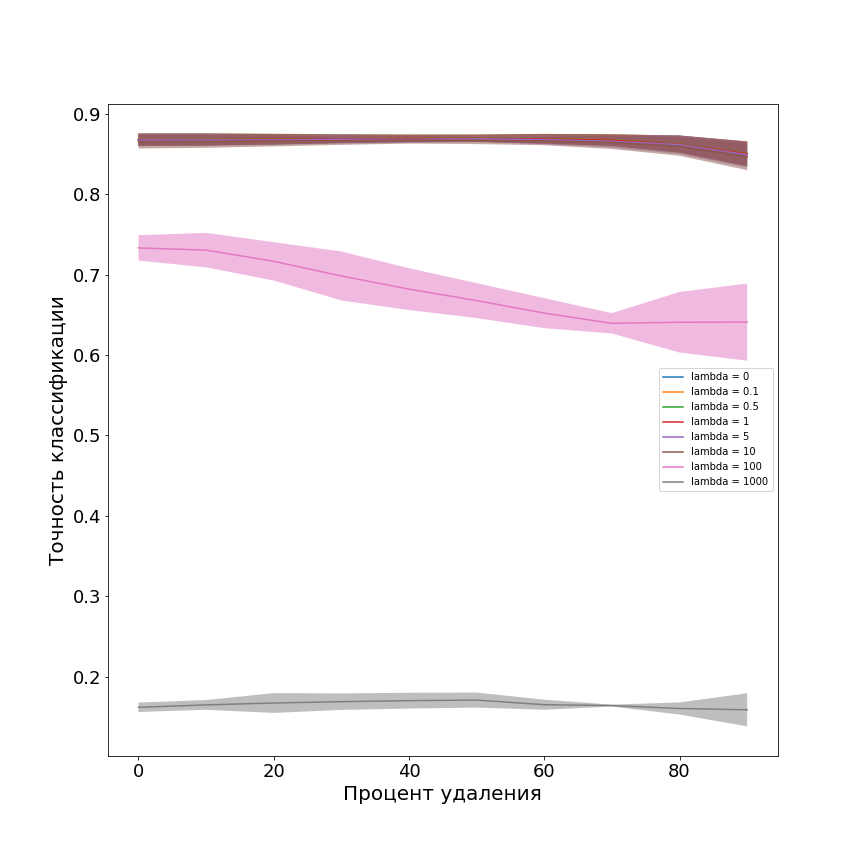 0.9
0.8
0.7
0.6
0.5
0.4
0.3
0.2
Точность классификации
lambda = 0
lambda = 0.1
lambda = 0.5
lambda = 1
lambda = 5
lambda = 10
lambda = 100
lambda = 1000
0 20 40 60 80
Процент удаления